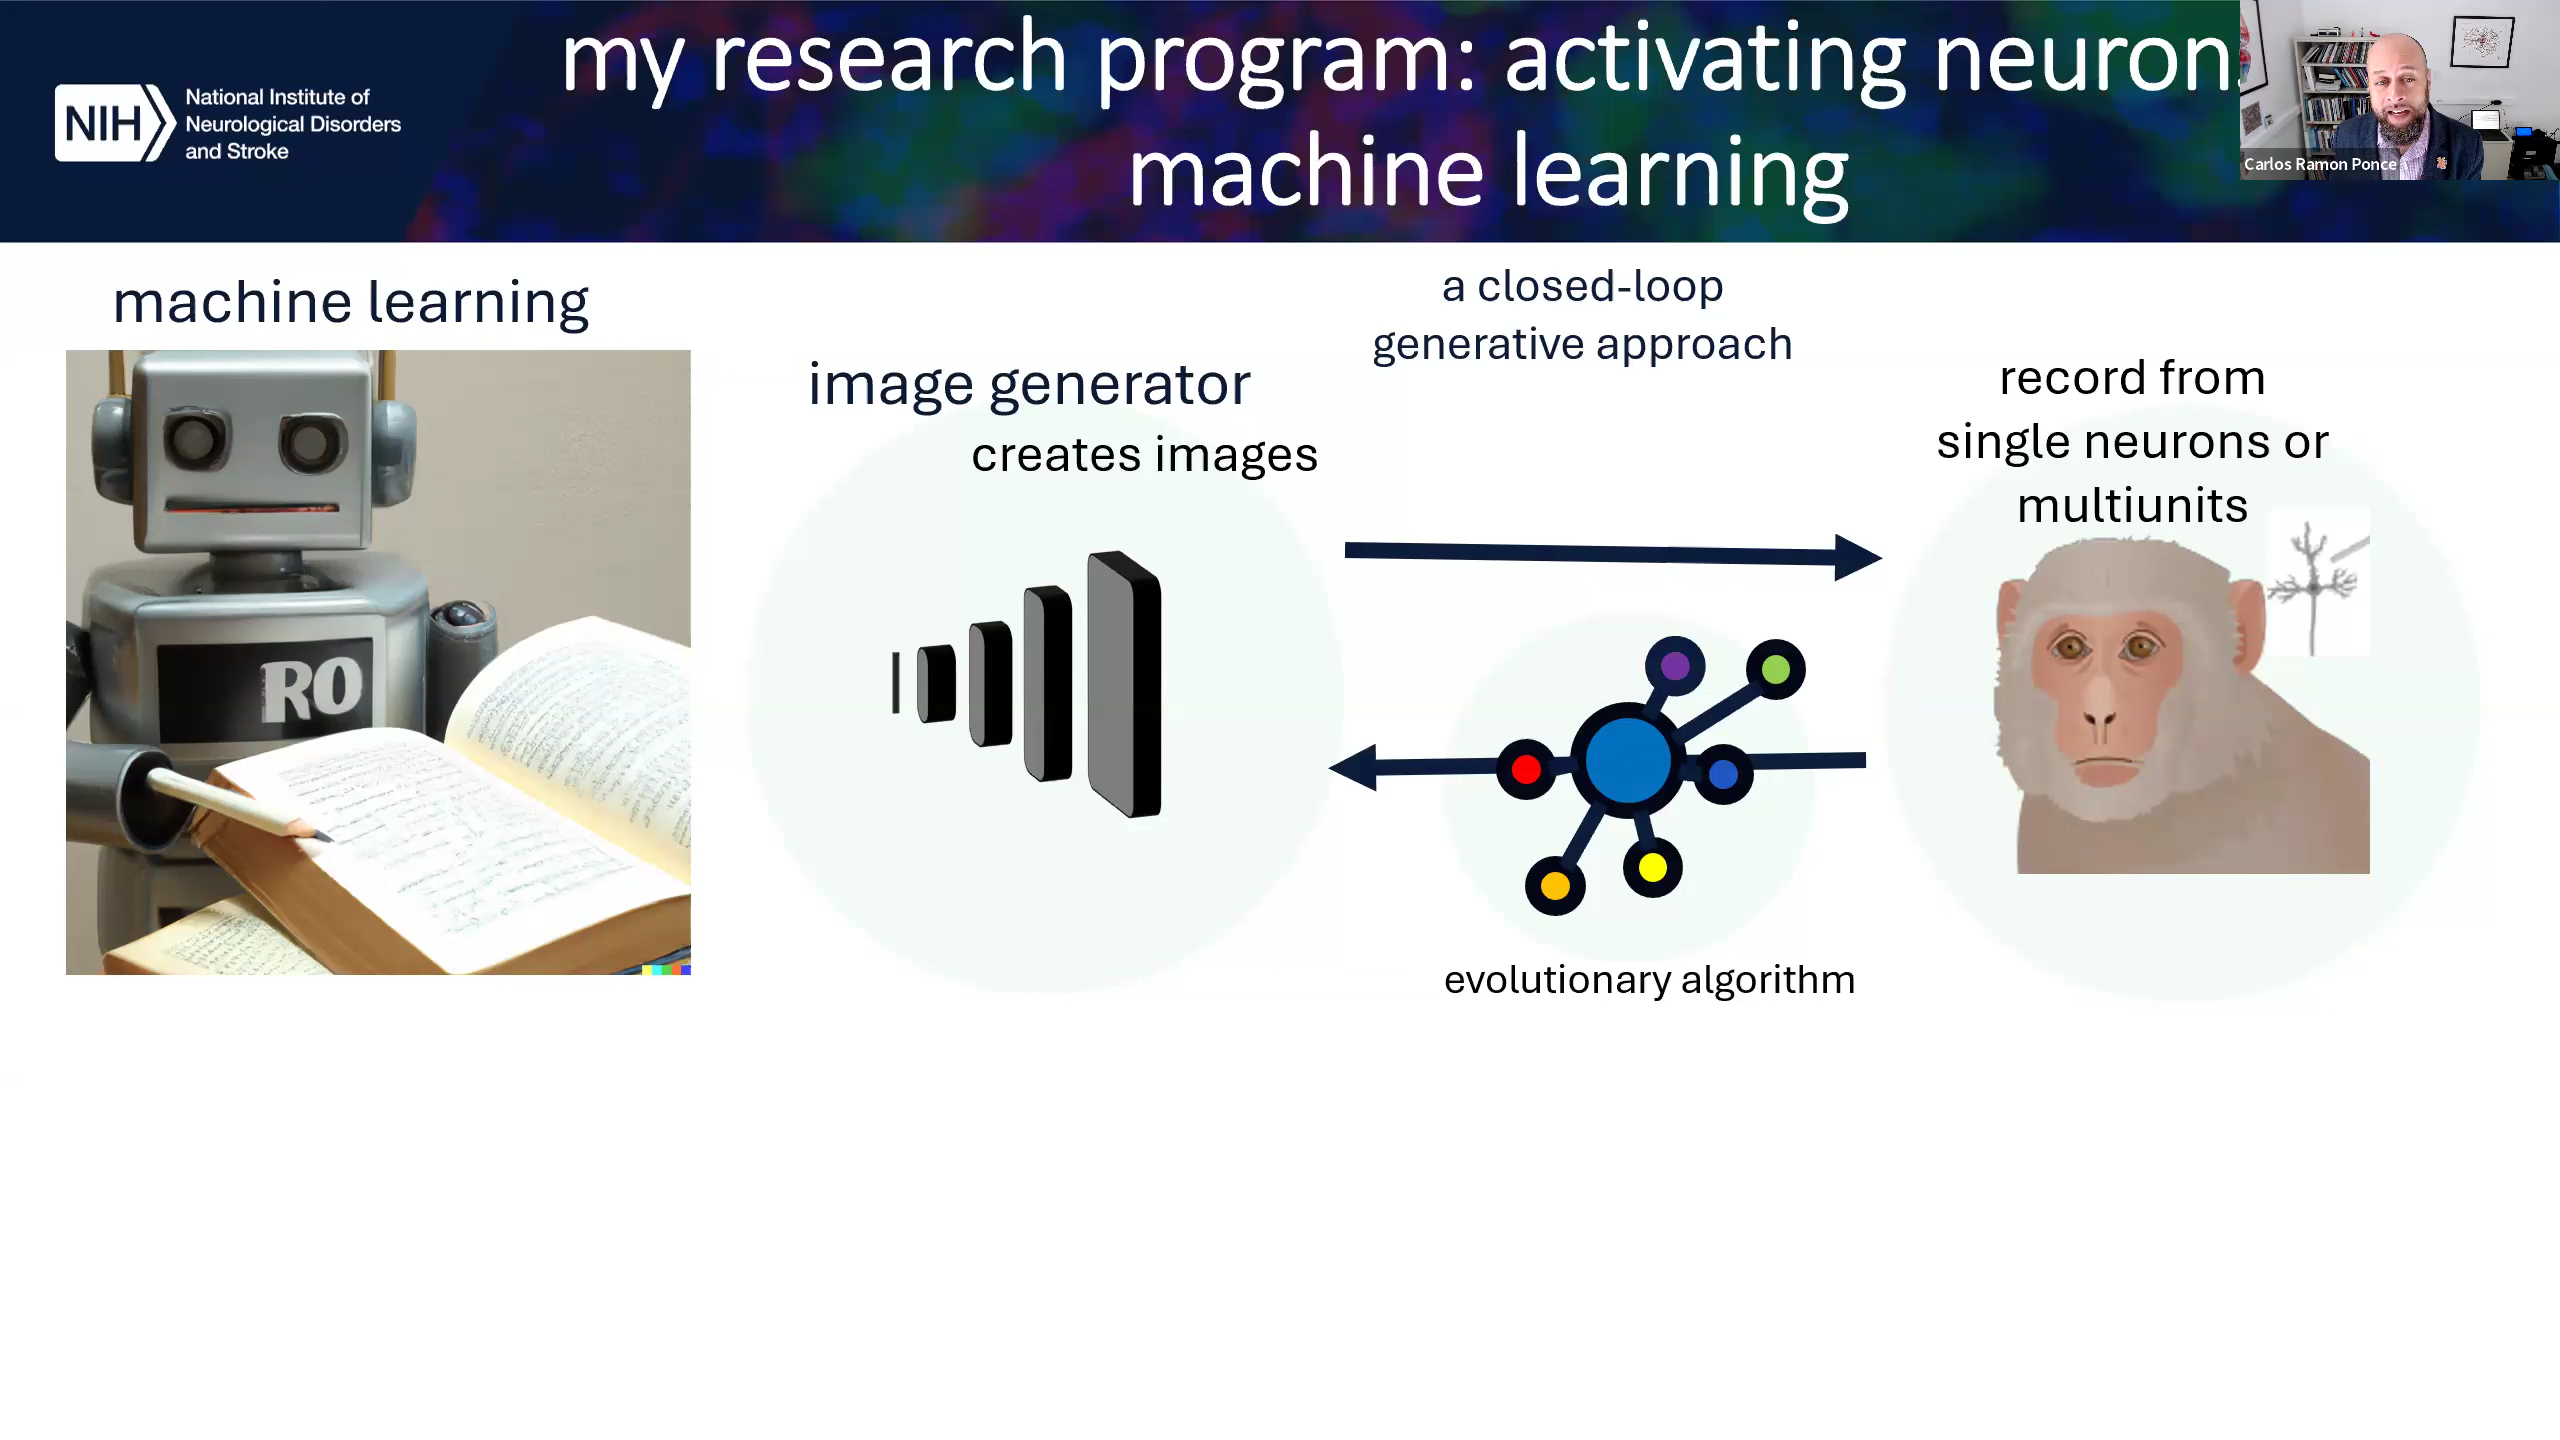 my research program: activating neuron
machine learning
NIH
National Institute of
Neurological Disorders
and Stroke
Carlos Ramon Ponce
machine learning
a closed-loop
generative approach
image generator
creates images
record from
single neurons or
multiunits
RO
evolutionary algorithm